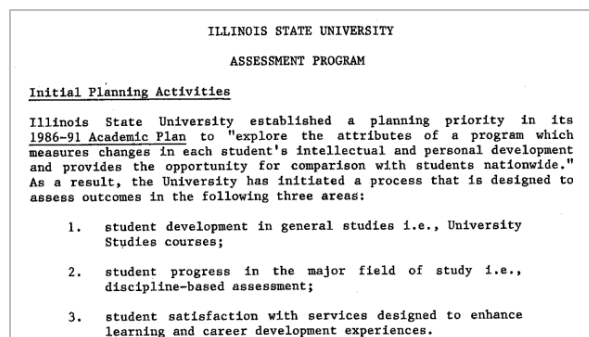 ILLINOIS STATE UNIVERSITY
ASSESSMENT PROGRAM
Initial Planning Activities
Illinois State University established a planning priority in its
1986-91 Academic Plan to "explore the attributes of a program which
measures changes in each student's intellectual and personal development
and provides the opportunity for comparison with students nationwide."
As a result, the University has initiated a process that is designed to
assess outcomes in the following three areas:
1. student development in general studies i.e., University
Studies courses;
2. student progress in the major field of study i.e.,
discipline-based assessment;
3. student satisfaction with services designed to enhance
learning and career development experiences.